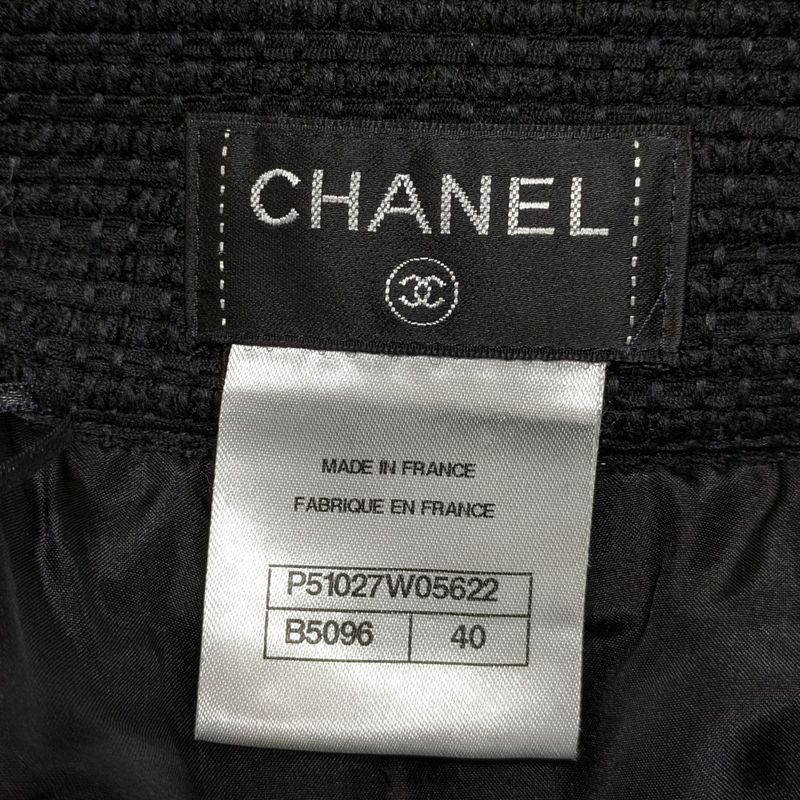 CHANEL
MADE IN FRANCE
FABRIQUE EN FRANCE
P51027W05622
B5096 40